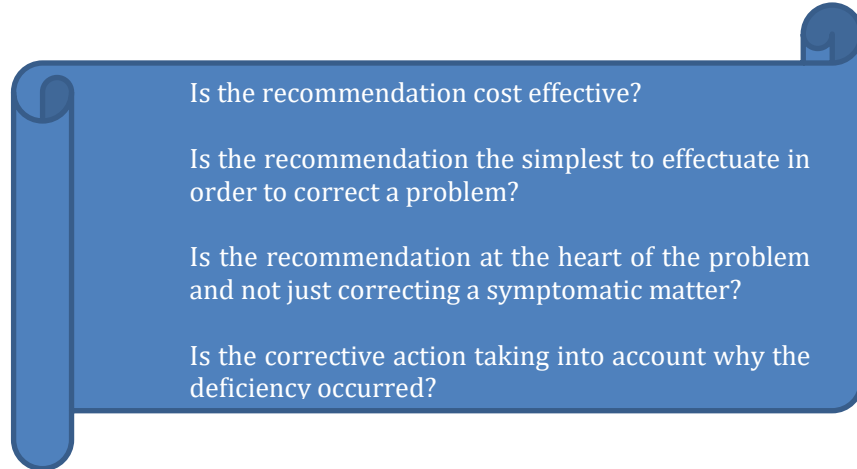 Is the recommendation cost effective?
Is the recommendation the simplest to effectuate in
order to correct a problem?
Is the recommendation at the heart of the problem
and not just correcting a symptomatic matter?
Is the corrective action taking into account why the
deficiency occurred?